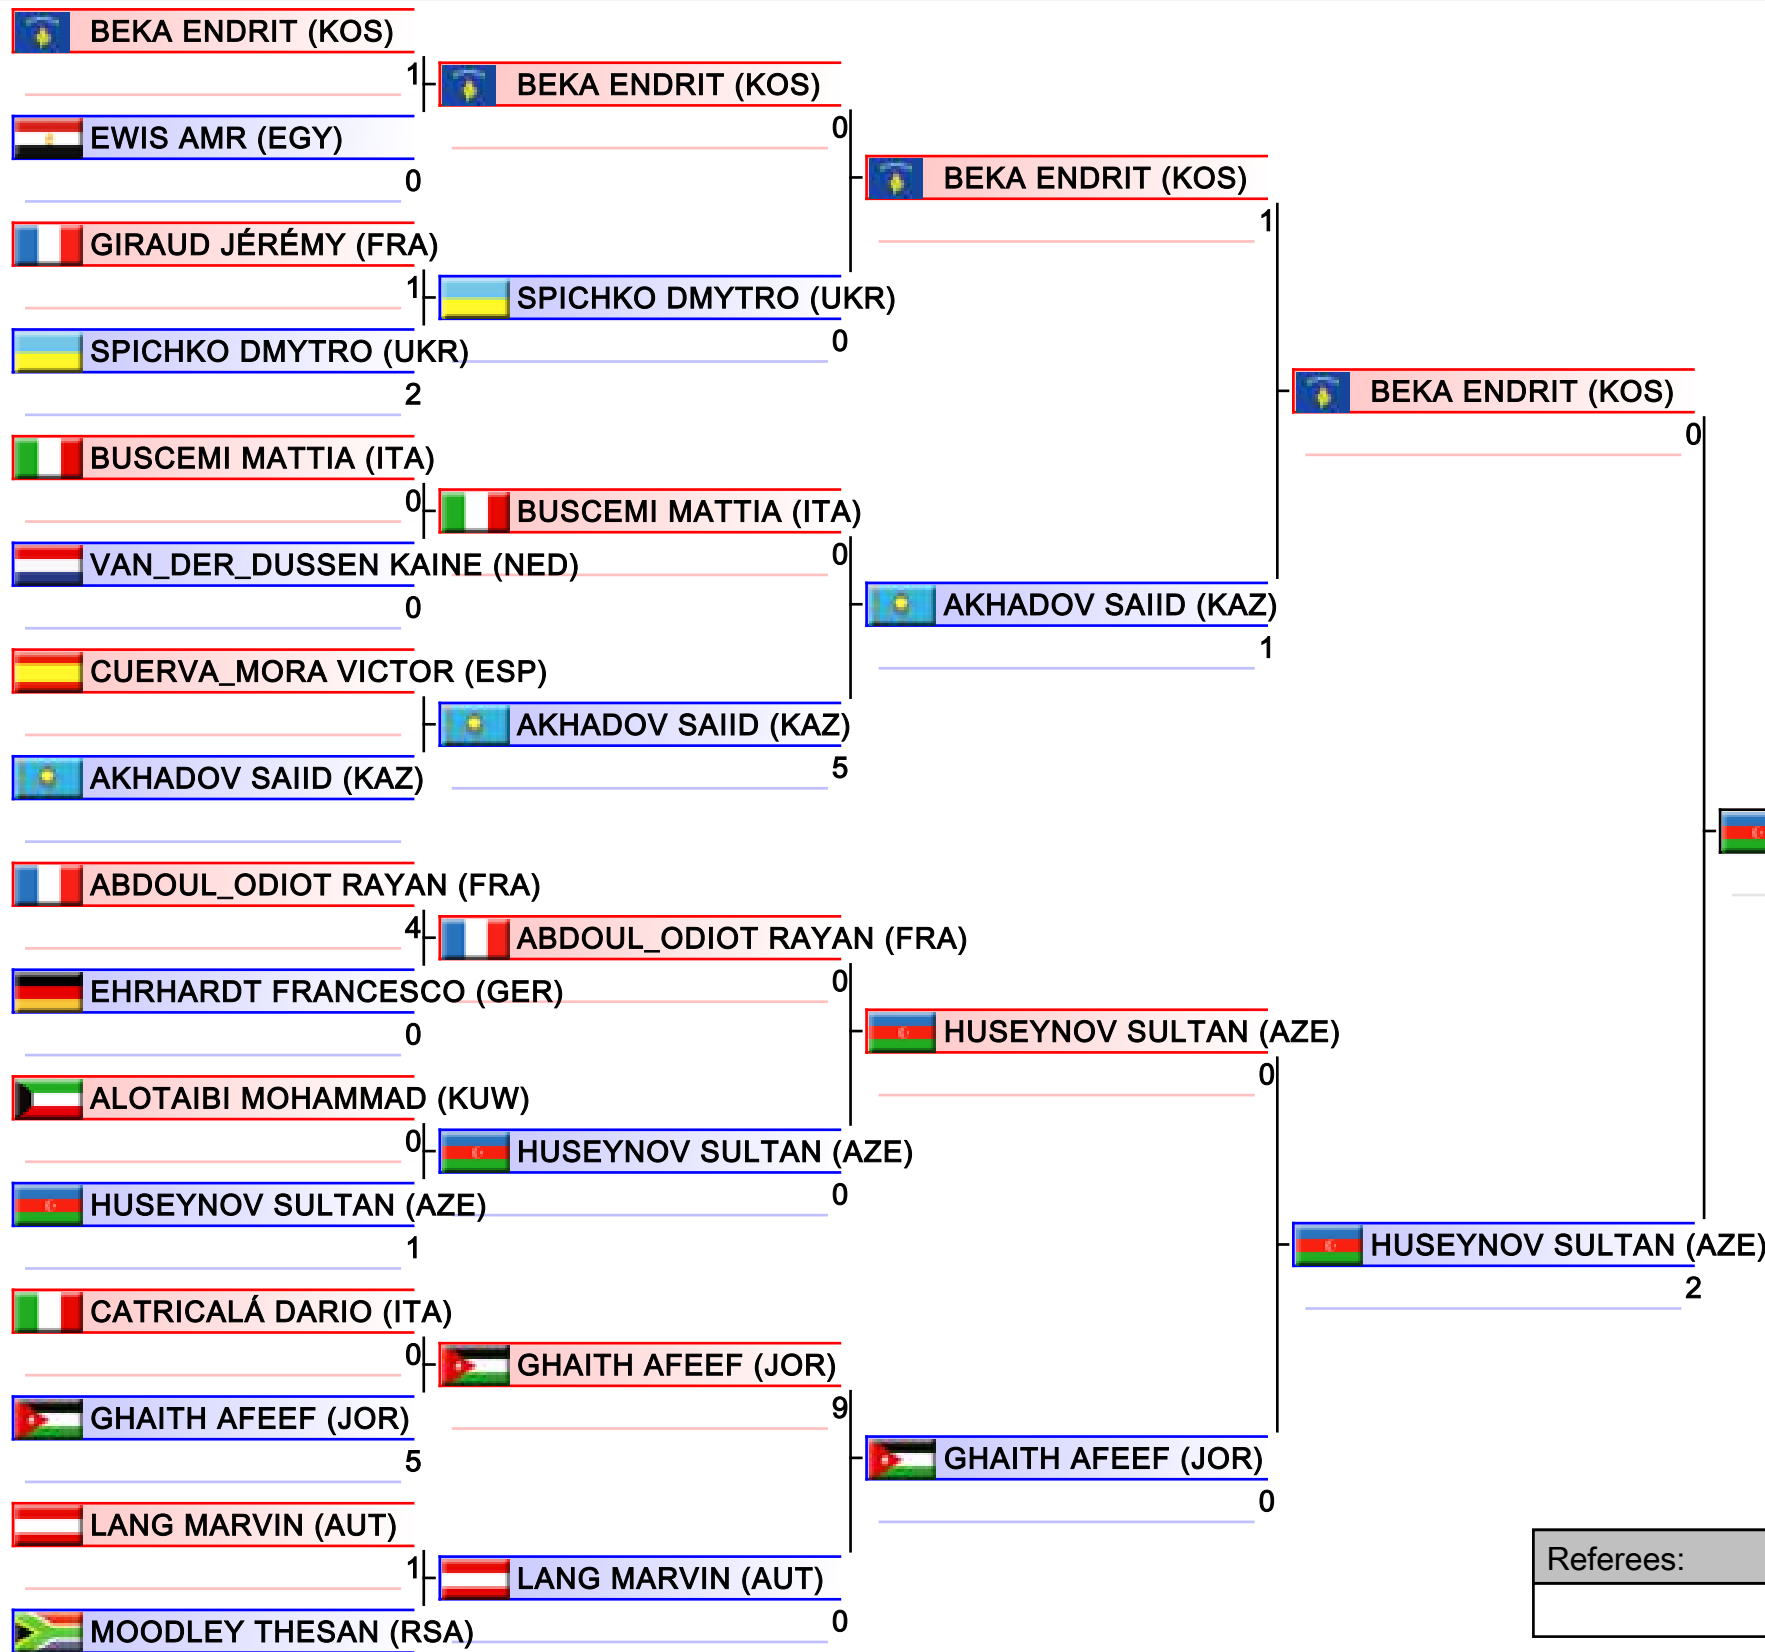 BEKA ENDRIT (KOS)
1
EWIS AMR (EGY)
0
GIRAUD JÉRÉMY (FRA)
1
SPICHKO DMYTRO (UKR)
2
BUSCEMI MATTIA (ITA)
0
VAN_DER_DUSSEN KAINE (NED)
0
CUERVA_MORA VICTOR (ESP)
AKHADOV SAIID (KAZ)
ABDOUL_ODIOT RAYAN (FRA)
4
EHRHARDT FRANCESCO (GER)
0
ALOTAIBI MOHAMMAD (KUW)
0
HUSEYNOV SULTAN (AZE)
1
CATRICALÁ DARIO (ITA)
0
GHAITH AFEEF (JOR)
5
LANG MARVIN (AUT)
1
MOODLEY THESAN (RSA)
BEKA ENDRIT (KOS)
0
SPICHKO DMYTRO (UKR)
0
BUSCEMI MATTIA (ITA)
0
AKHADOV SAIID (KAZ)
5
ABDOUL_ODIOT RAYAN (FRA)
0
HUSEYNOV SULTAN (AZE)
0
GHAITH AFEEF (JOR)
9
LANG MARVIN (AUT)
0
BEKA ENDRIT (KOS)
1
AKHADOV SAIID (KAZ)
1
HUSEYNOV SULTAN (AZE)
0
GHAITH AFEEF (JOR)
0
BEKA ENDRIT (KOS)
0
HUSEYNOV SULTAN (AZE)
2
Referees: